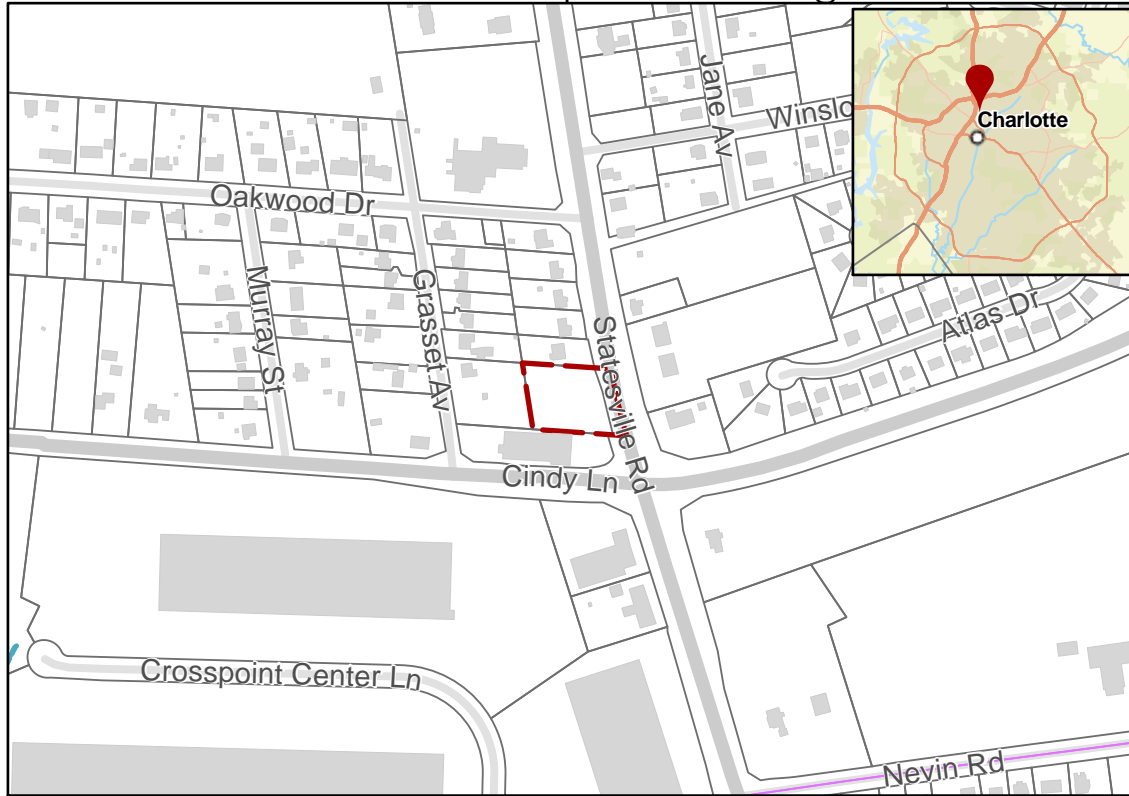 Jane Av
Winslo
Charlotte
Oakwood Dr
Murray St
Grasset Av
Statesville Rd
Atlas Dr
Cindy Ln
Crosspoint Center Ln
Nevin Rd